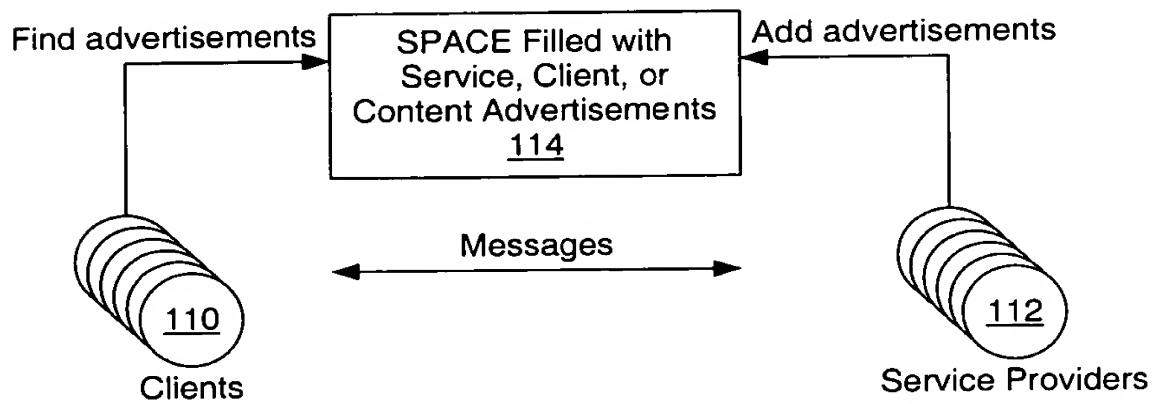 Find advertisements
SPACE Filled with
Service, Client, or
Content Advertisements
114
Add advertisements
Messages
110
Clients
112
Service Providers